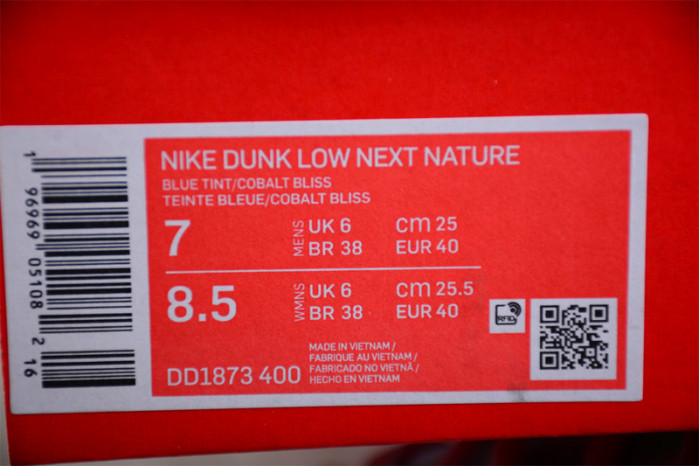 NIKE DUNK LOW NEXT NATURE
BLUE TINT/COBALT BLISS
TEINTE BLEUE/COBALT BLISS
7 MENS UK 6 cm 25
BR 38 EUR 40
8.5 WMNS UK 6 cm 25.5
BR 38 EUR 40
RFID
DD1873 400
MADE IN VIETNAM /
FABRIQUE AU VIETNAM /
FABRICADO NO VIETNÃ /
HECHO EN VIETNAM
1 96969 05108 2 16